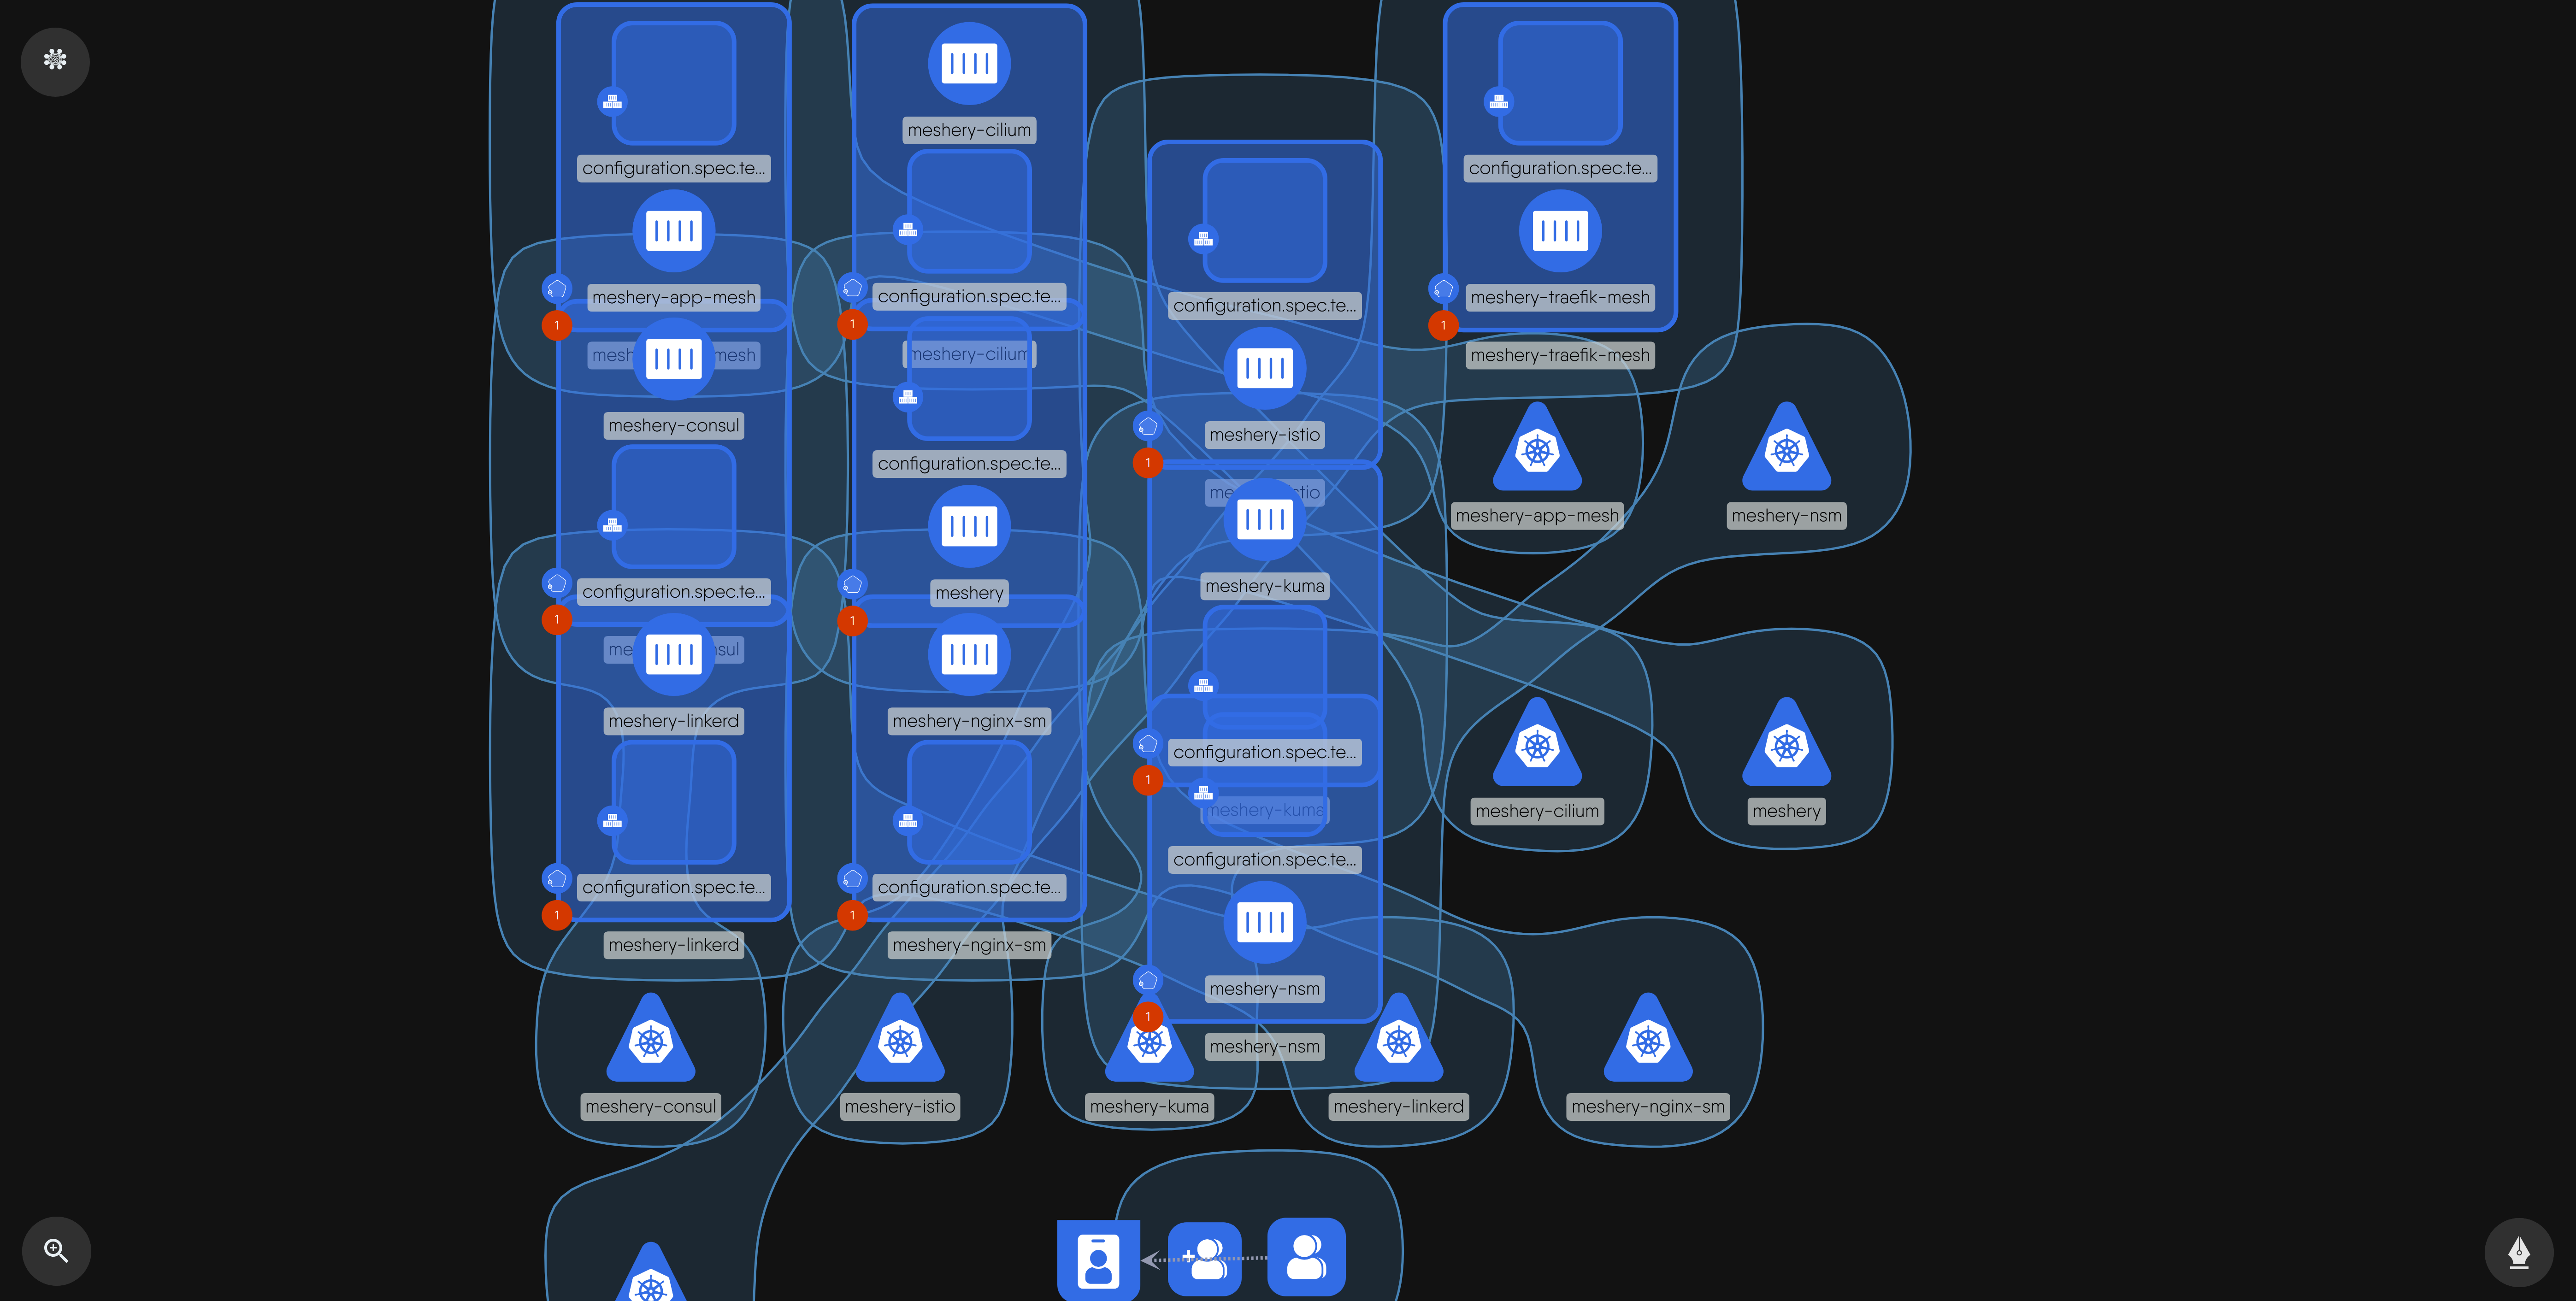 configuration.spec.te...
meshery-app-mesh
1
mesh mesh
meshery-consul
configuration.spec.te...
1
me sul
meshery-linkerd
configuration.spec.te...
1
meshery-linkerd
meshery-cilium
configuration.spec.te...
1
meshery-cilium
configuration.spec.te...
meshery
1
meshery-nginx-sm
configuration.spec.te...
1
meshery-nginx-sm
configuration.spec.te...
meshery-istio
1
me tio
meshery-kuma
configuration.spec.te...
1
meshery-kuma
configuration.spec.te...
meshery-nsm
1
meshery-nsm
configuration.spec.te...
meshery-traefik-mesh
1
meshery-traefik-mesh
meshery-app-mesh
meshery-nsm
meshery-cilium
meshery
meshery-consul
meshery-istio
meshery-kuma
meshery-linkerd
meshery-nginx-sm